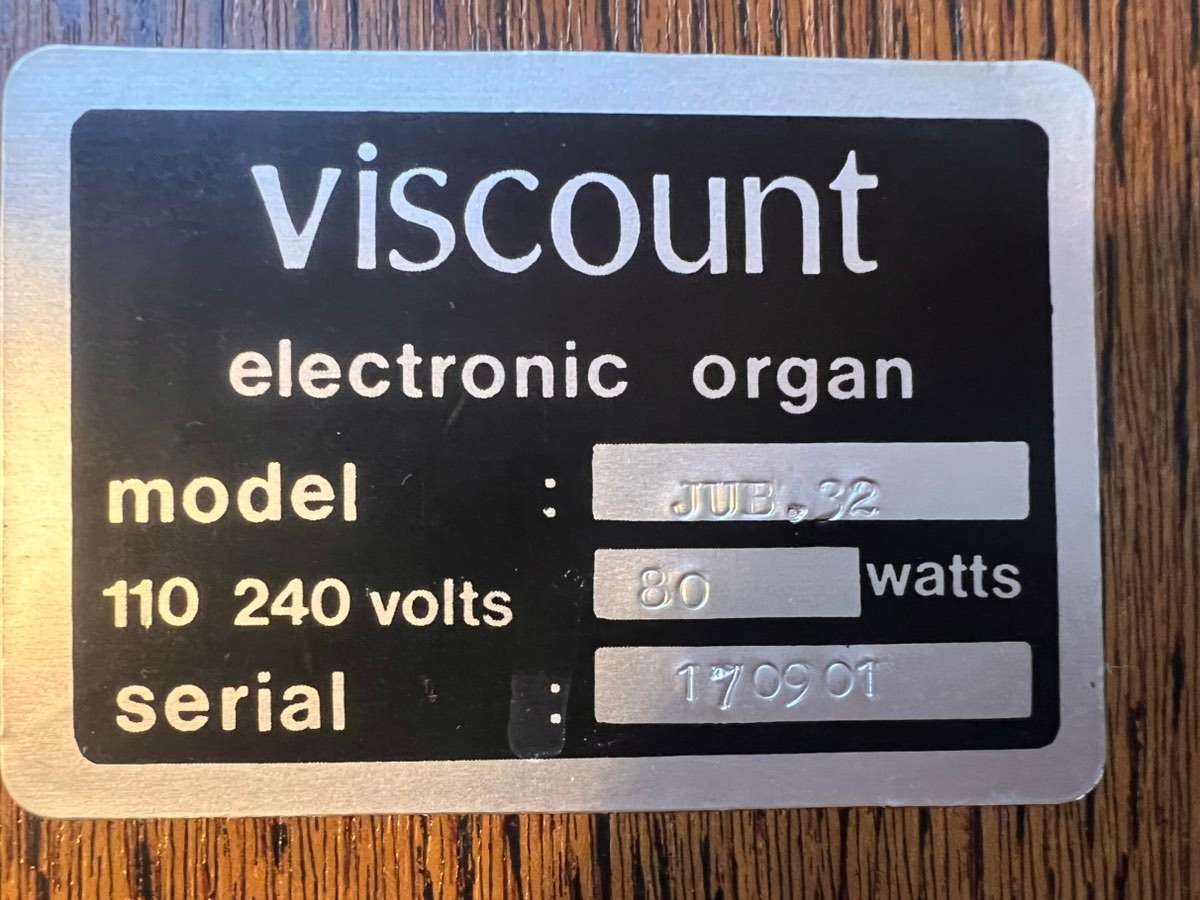 viscount
electronic organ
model : JUB.32
110 240 volts 80 watts
serial : 170901